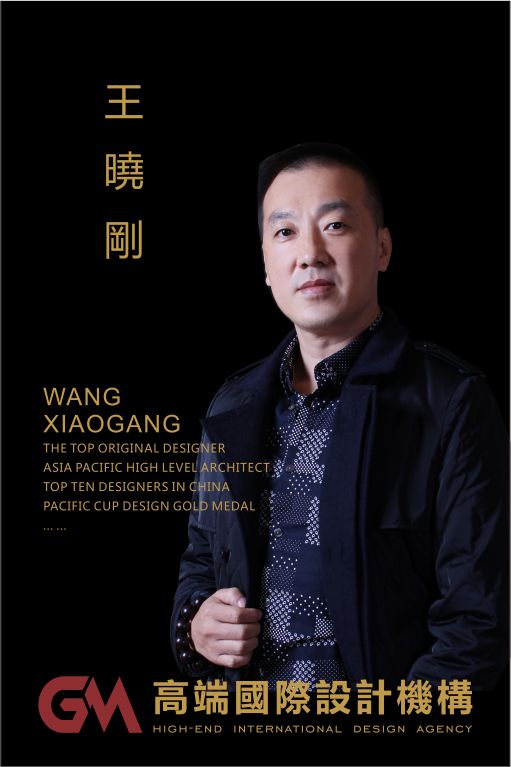 王曉剛
WANG
XIAOGANG
THE TOP ORIGINAL DESIGNER
ASIA PACIFIC HIGH LEVEL ARCHITECT
TOP TEN DESIGNERS IN CHINA
PACIFIC CUP DESIGN GOLD MEDAL
... ...
GM 高端國際設計機構
HIGH-END INTERNATIONAL DESIGN AGENCY